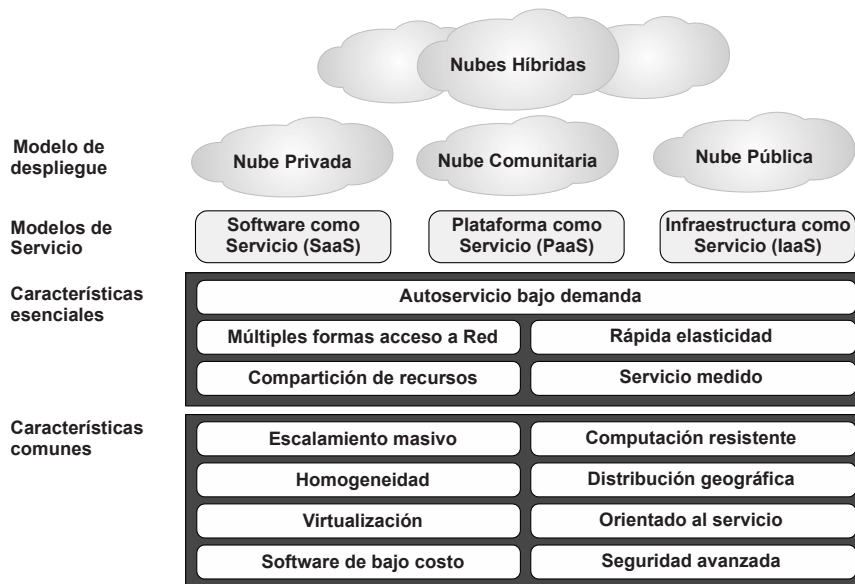 Nubes Híbridas
Modelo de
despliegue
Nube Privada
Nube Comunitaria
Nube Pública
Modelos de
Servicio
Software como
Servicio (SaaS)
Plataforma como
Servicio (PaaS)
Infraestructura como
Servicio (IaaS)
Características
esenciales
Autoservicio bajo demanda
Múltiples formas acceso a Red
Rápida elasticidad
Compartición de recursos
Servicio medido
Características
comunes
Escalamiento masivo
Computación resistente
Homogeneidad
Distribución geográfica
Virtualización
Orientado al servicio
Software de bajo costo
Seguridad avanzada